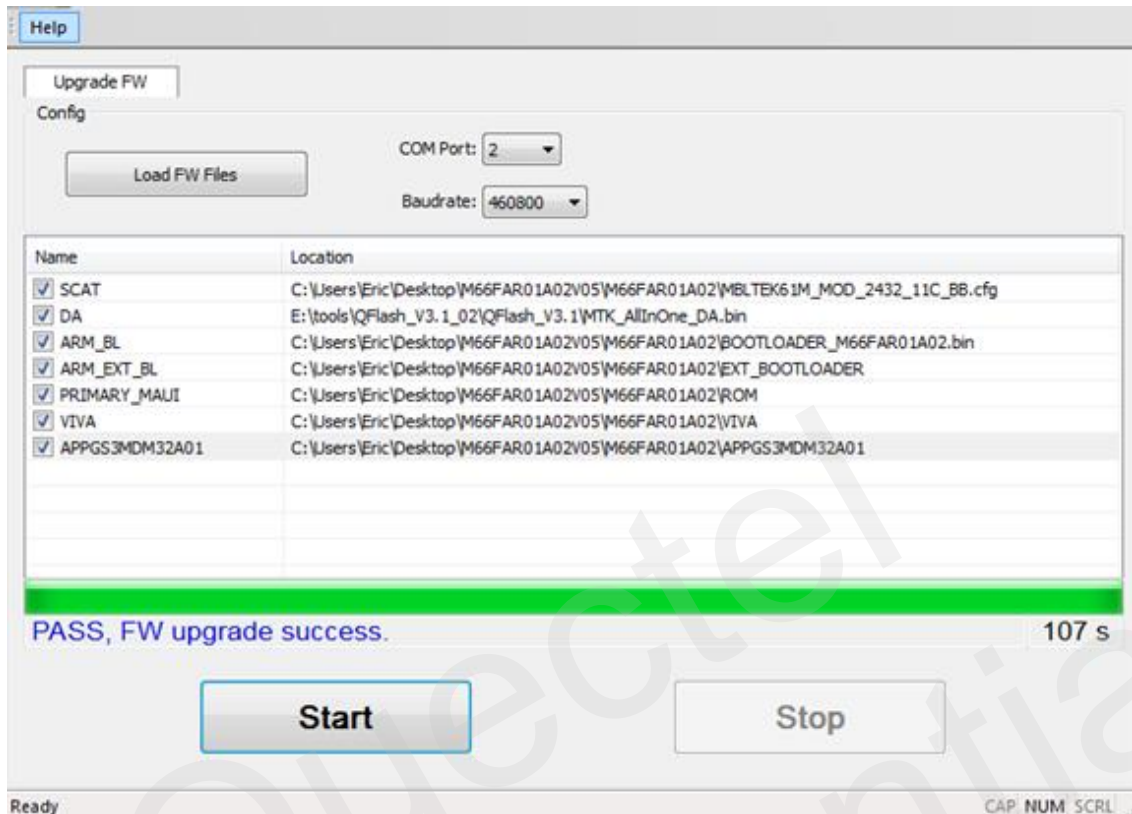 Help
Upgrade FW
Config
Load FW Files
COM Port: 2
Baudrate: 460800
Name Location
SCAT C:\Users\Eric\Desktop\M66FAR01A02V05\M66FAR01A02\MBLTEK61M_MOD_2432_11C_BB.cfg
DA E:\tools\QFlash_V3.1_02\QFlash_V3.1\MTK_AllInOne_DA.bin
ARM_BL C:\Users\Eric\Desktop\M66FAR01A02V05\M66FAR01A02\BOOTLOADER_M66FAR01A02.bin
ARM_EXT_BL C:\Users\Eric\Desktop\M66FAR01A02V05\M66FAR01A02\EXT_BOOTLOADER
PRIMARY_MAUI C:\Users\Eric\Desktop\M66FAR01A02V05\M66FAR01A02\ROM
VIVA C:\Users\Eric\Desktop\M66FAR01A02V05\M66FAR01A02\VIVA
APPGS3MDM32A01 C:\Users\Eric\Desktop\M66FAR01A02V05\M66FAR01A02\APPGS3MDM32A01
PASS, FW upgrade success. 107 s
Start Stop
Ready CAP NUM SCRL
Quectel